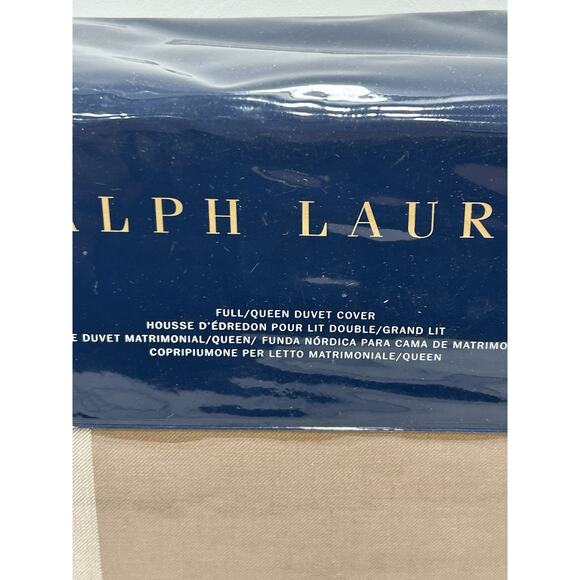 ALPH LAUR
FULL/QUEEN DUVET COVER
HOUSSE D'ÉDREDON POUR LIT DOUBLE/GRAND LIT
E DUVET MATRIMONIAL/QUEEN/ FUNDA NÓRDICA PARA CAMA DE MATRIMO
COPRIPIUMONE PER LETTO MATRIMONIALE/QUEEN